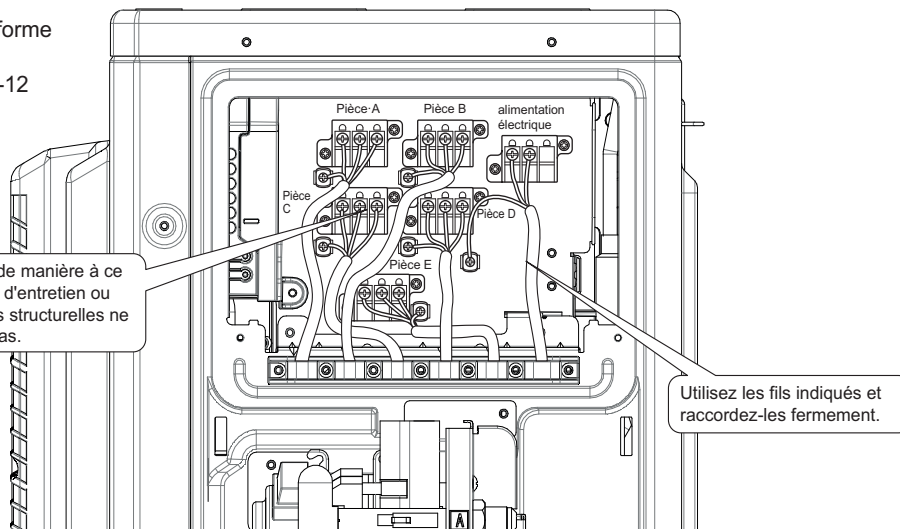 forme
-12
Pièce·A
Pièce B
alimentation
électrique
Pièce
C
Pièce D
Pièce E
de manière à ce
d'entretien ou
s structurelles ne
as.
Utilisez les fils indiqués et
raccordez-les fermement.
A